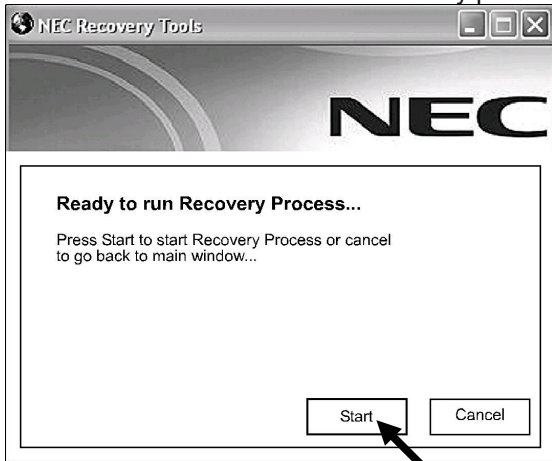 NEC Recovery Tools
NEC
Ready to run Recovery Process...
Press Start to start Recovery Process or cancel
to go back to main window...
Start
Cancel